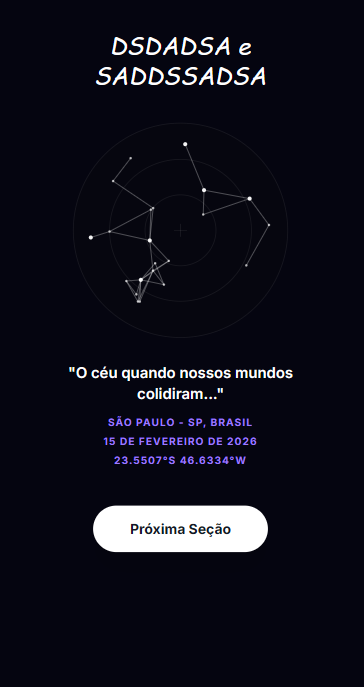 DSDADSA e
SADDSSADSA
"O céu quando nossos mundos
colidiram..."
SÃO PAULO - SP, BRASIL
15 DE FEVEREIRO DE 2026
23.5507°S 46.6334°W
Próxima Seção